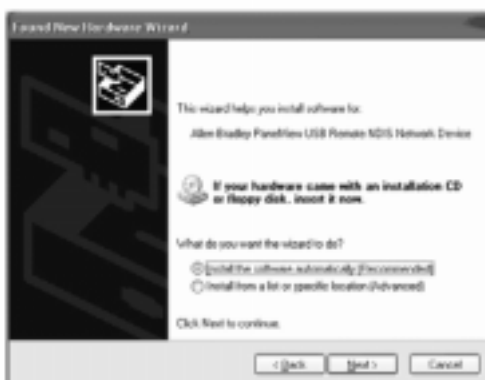 Found New Hardware Wizard
This wizard helps you install software for:
Allen-Bradley PanelView USB Remote NDIS Network Device
If your hardware came with an installation CD
or floppy disk, insert it now.
What do you want the wizard to do?
Install the software automatically (Recommended)
Install from a list or specific location (Advanced)
Click Next to continue.
< Back
Next >
Cancel